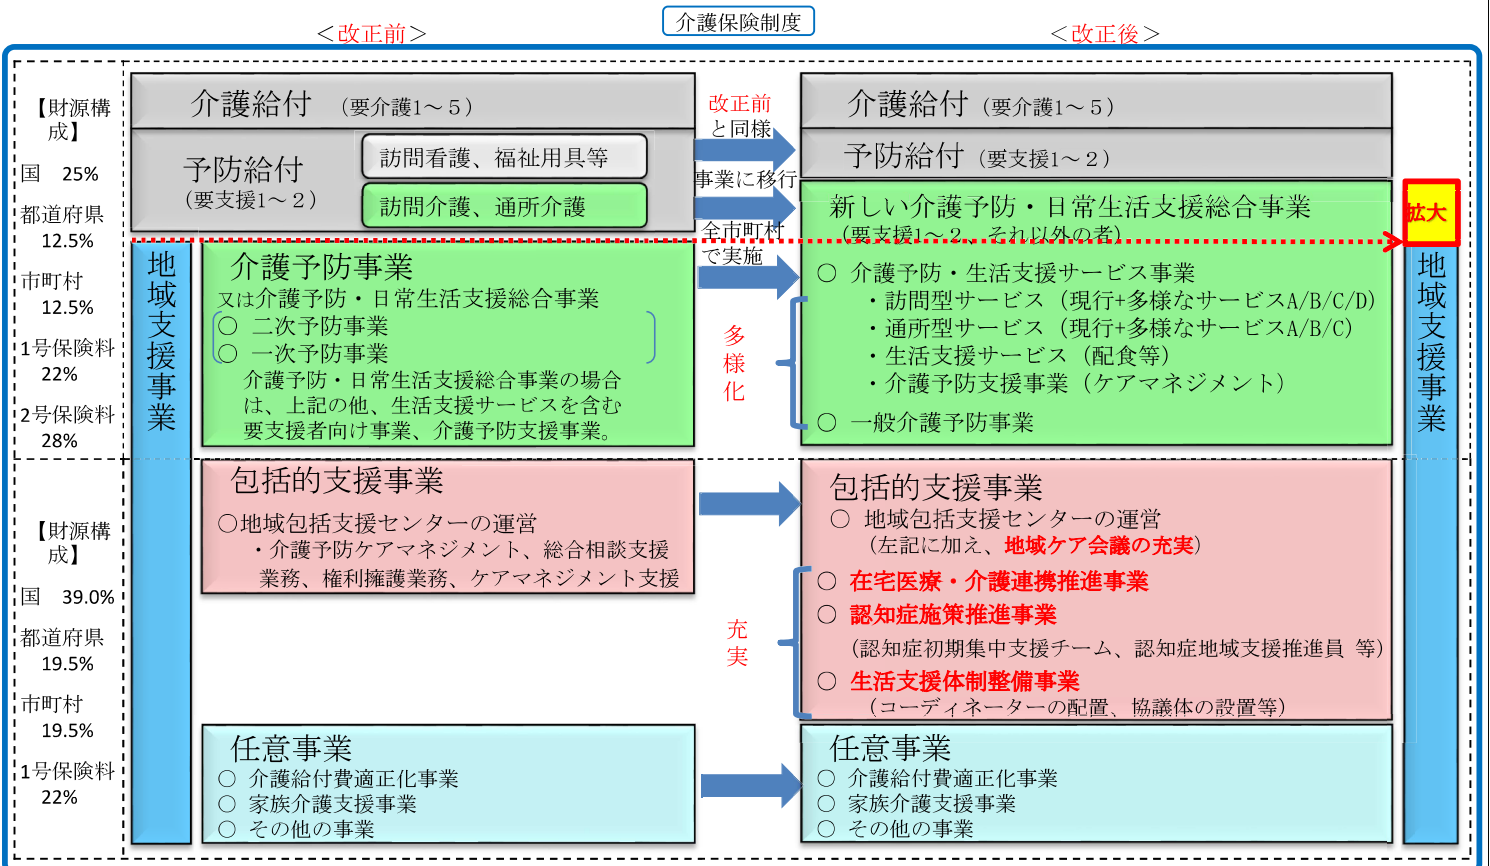 介護保険制度
＜改正前＞
＜改正後＞
【財源構
成】
国 25%
都道府県
12.5%
市町村
12.5%
1号保険料
22%
2号保険料
28%
【財源構
成】
国 39.0%
都道府県
19.5%
市町村
19.5%
1号保険料
22%
介護給付 （要介護1～５）
予防給付
（要支援1～２）
訪問看護、福祉用具等
訪問介護、通所介護
地域支援事業
介護予防事業
又は介護予防・日常生活支援総合事業
○ 二次予防事業
○ 一次予防事業
介護予防・日常生活支援総合事業の場合
は、上記の他、生活支援サービスを含む
要支援者向け事業、介護予防支援事業。
包括的支援事業
○地域包括支援センターの運営
・介護予防ケアマネジメント、総合相談支援
業務、権利擁護業務、ケアマネジメント支援
任意事業
○ 介護給付費適正化事業
○ 家族介護支援事業
○ その他の事業
改正前
と同様
事業に移行
全市町村
で実施
多様化
充実
介護給付（要介護1～５）
予防給付（要支援1～２）
新しい介護予防・日常生活支援総合事業
（要支援1～２、それ以外の者）
○ 介護予防・生活支援サービス事業
・訪問型サービス（現行+多様なサービスA/B/C/D）
・通所型サービス（現行+多様なサービスA/B/C）
・生活支援サービス（配食等）
・介護予防支援事業（ケアマネジメント）
○ 一般介護予防事業
包括的支援事業
○ 地域包括支援センターの運営
（左記に加え、地域ケア会議の充実）
○ 在宅医療・介護連携推進事業
○ 認知症施策推進事業
（認知症初期集中支援チーム、認知症地域支援推進員 等）
○ 生活支援体制整備事業
（コーディネーターの配置、協議体の設置等）
任意事業
○ 介護給付費適正化事業
○ 家族介護支援事業
○ その他の事業
拡大
地域支援事業